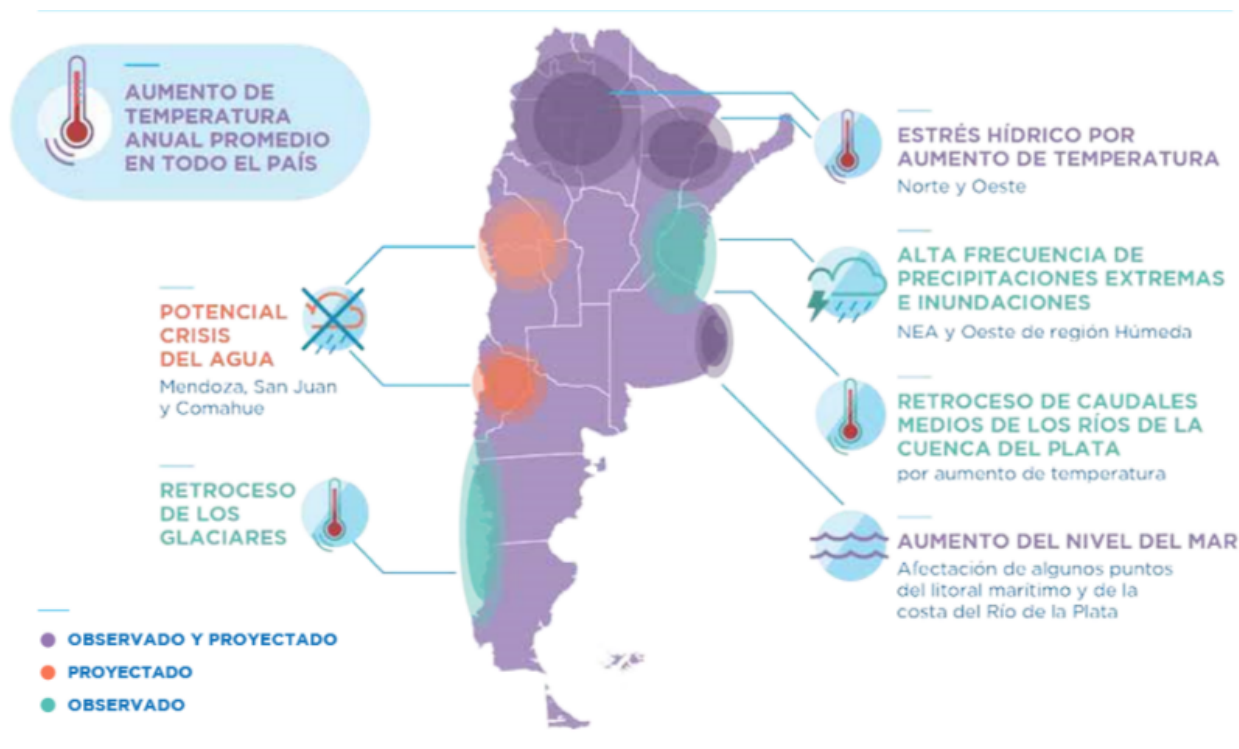 AUMENTO DE
TEMPERATURA
ANUAL PROMEDIO
EN TODO EL PAÍS
POTENCIAL
CRISIS
DEL AGUA
Mendoza, San Juan
y Comahue
RETROCESO
DE LOS
GLACIARES
OBSERVADO Y PROYECTADO
PROYECTADO
OBSERVADO
ESTRÉS HÍDRICO POR
AUMENTO DE TEMPERATURA
Norte y Oeste
ALTA FRECUENCIA DE
PRECIPITACIONES EXTREMAS
E INUNDACIONES
NEA y Oeste de región Húmeda
RETROCESO DE CAUDALES
MEDIOS DE LOS RÍOS DE LA
CUENCA DEL PLATA
por aumento de temperatura
AUMENTO DEL NIVEL DEL MAR
Afectación de algunos puntos
del litoral marítimo y de la
costa del Río de la Plata